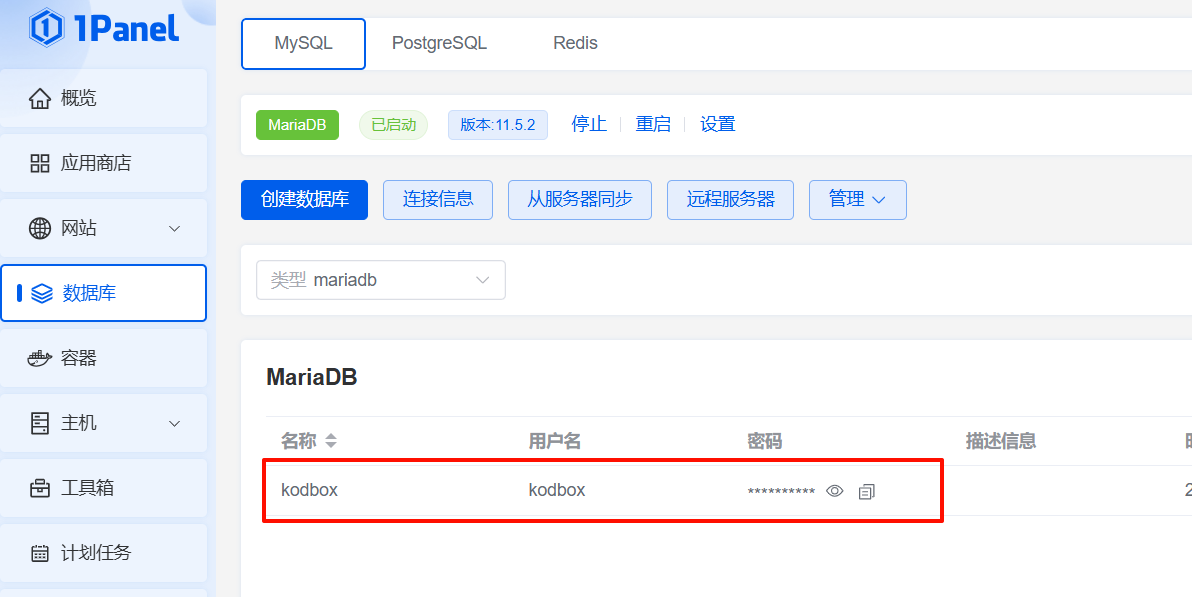 1Panel
概览
应用商店
网站
数据库
容器
主机
工具箱
计划任务
MySQL PostgreSQL Redis
MariaDB 已启动 版本:11.5.2 停止 重启 设置
创建数据库 连接信息 从服务器同步 远程服务器 管理
类型 mariadb
MariaDB
名称 用户名 密码 描述信息
kodbox kodbox **********